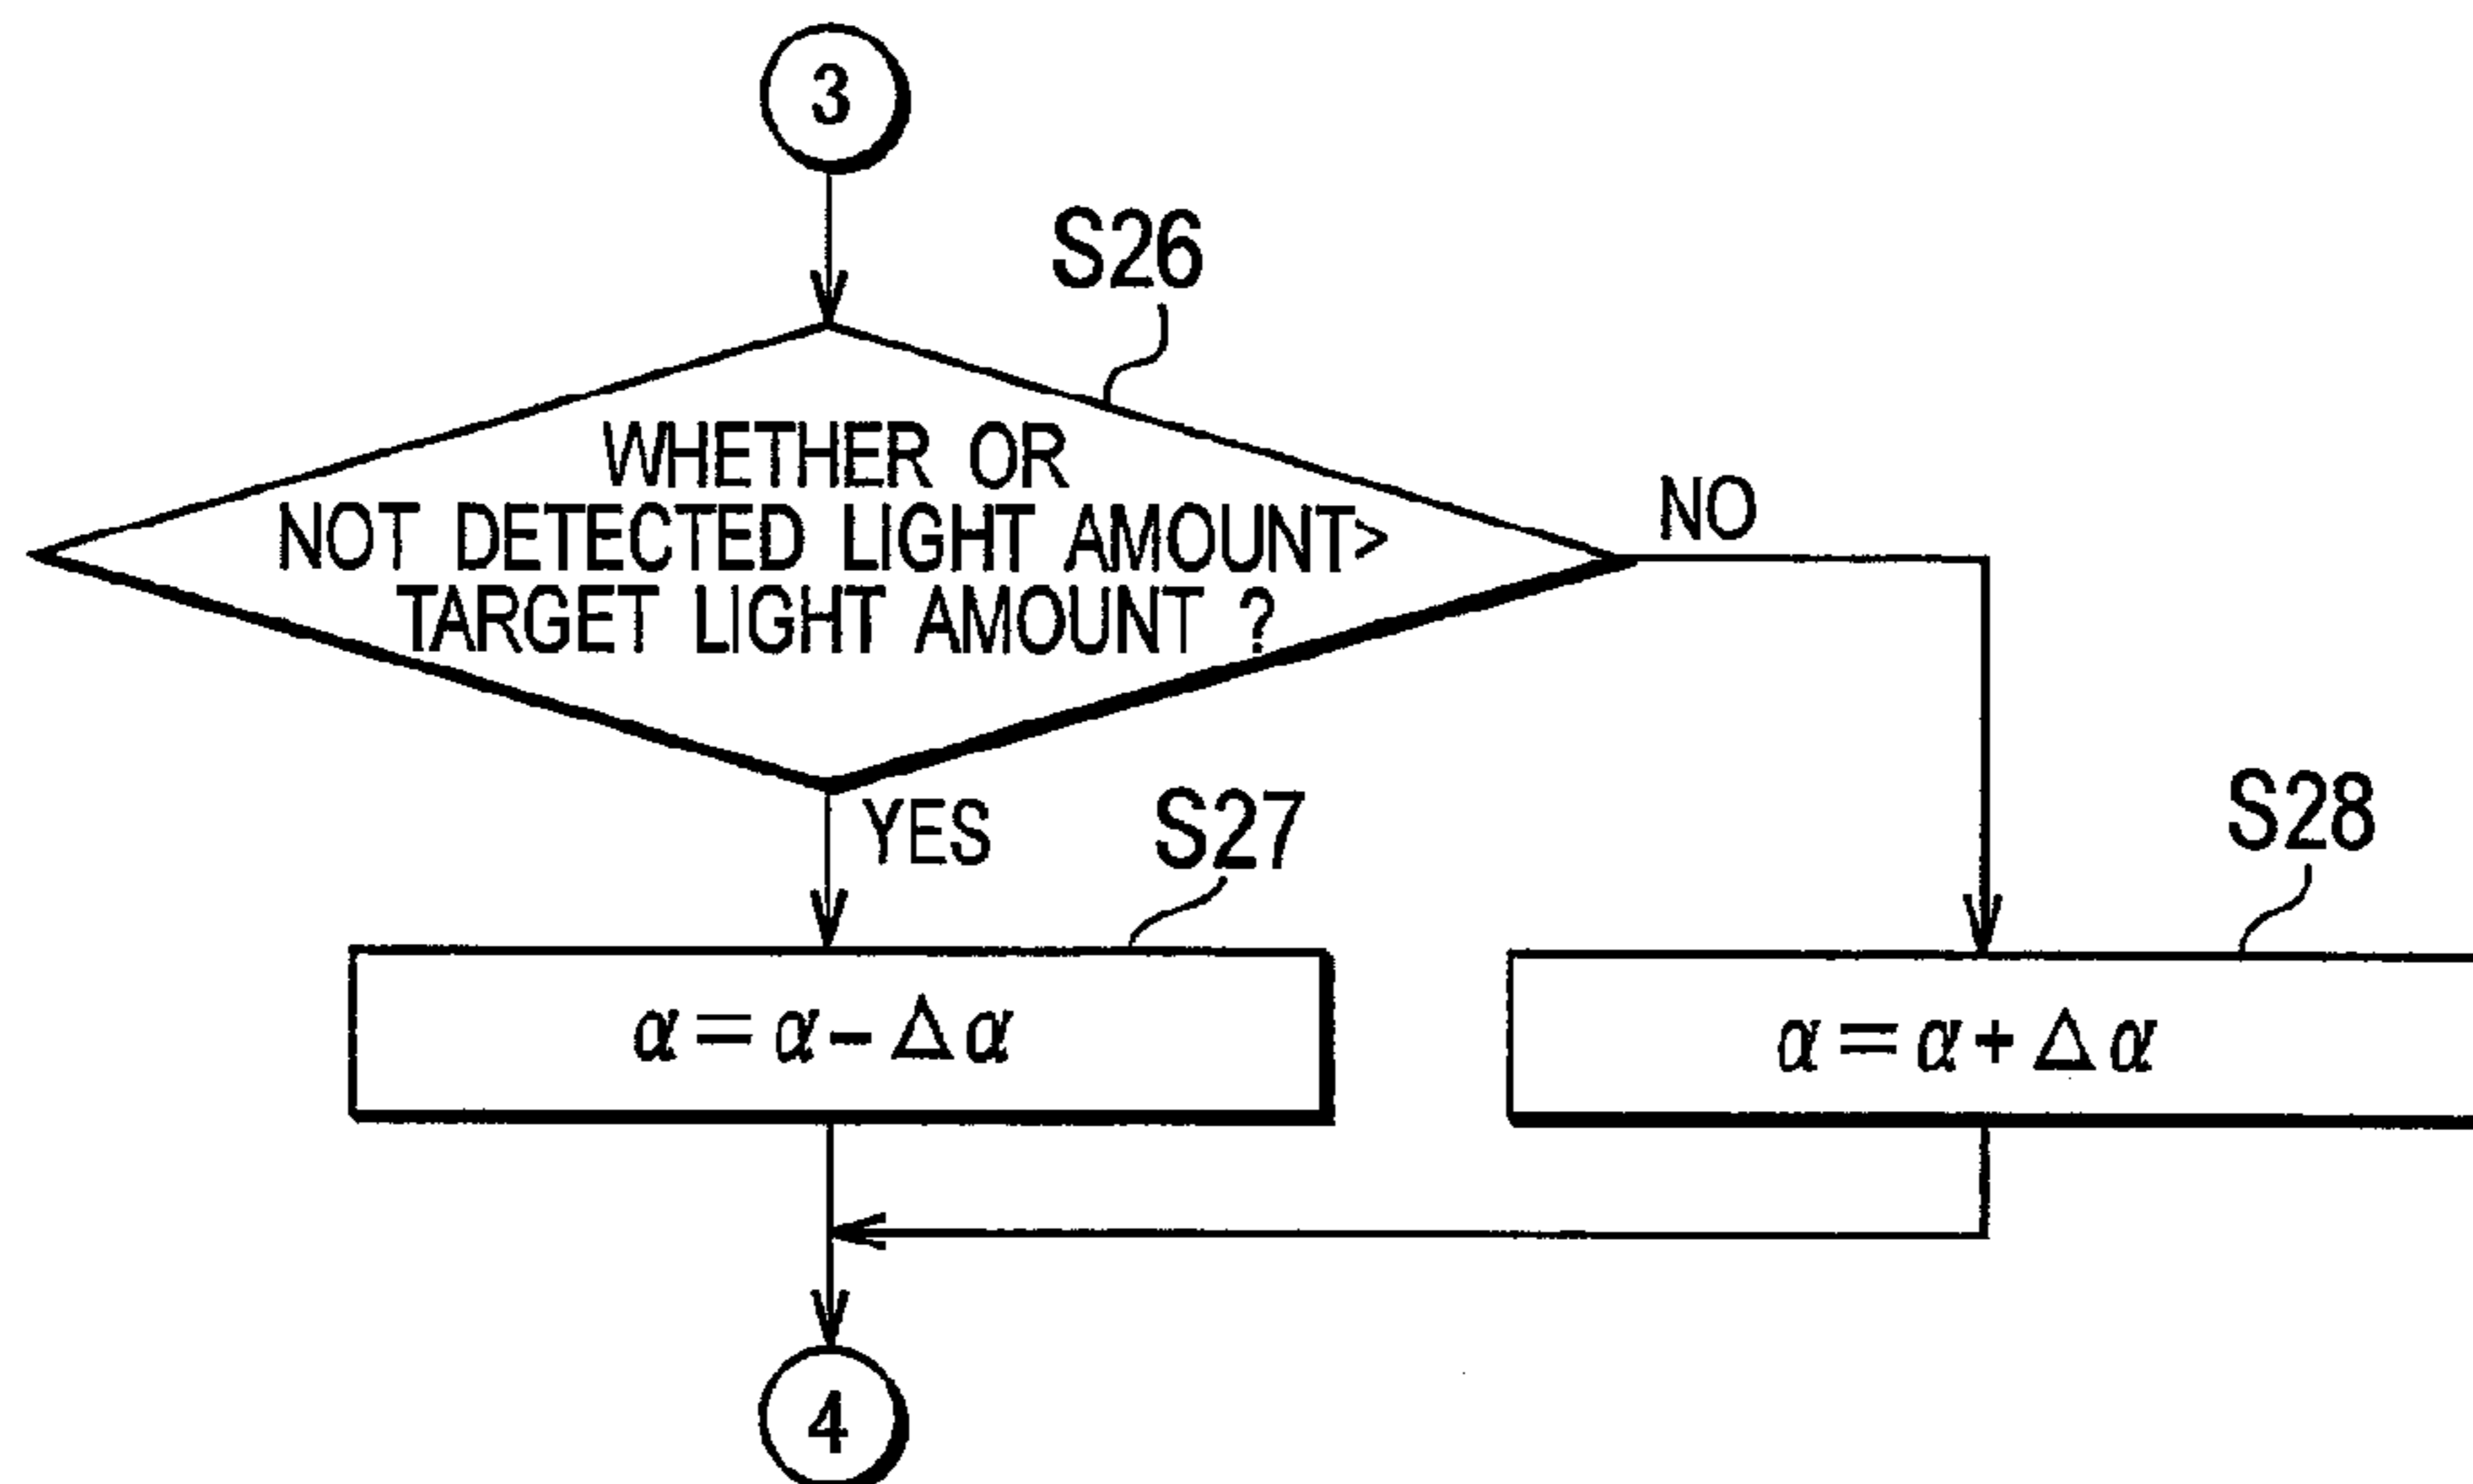 3
S26
WHETHER OR
NOT DETECTED LIGHT AMOUNT>
TARGET LIGHT AMOUNT ?
NO
YES
S27
S28
α=α-Δα
α=α+Δα
4